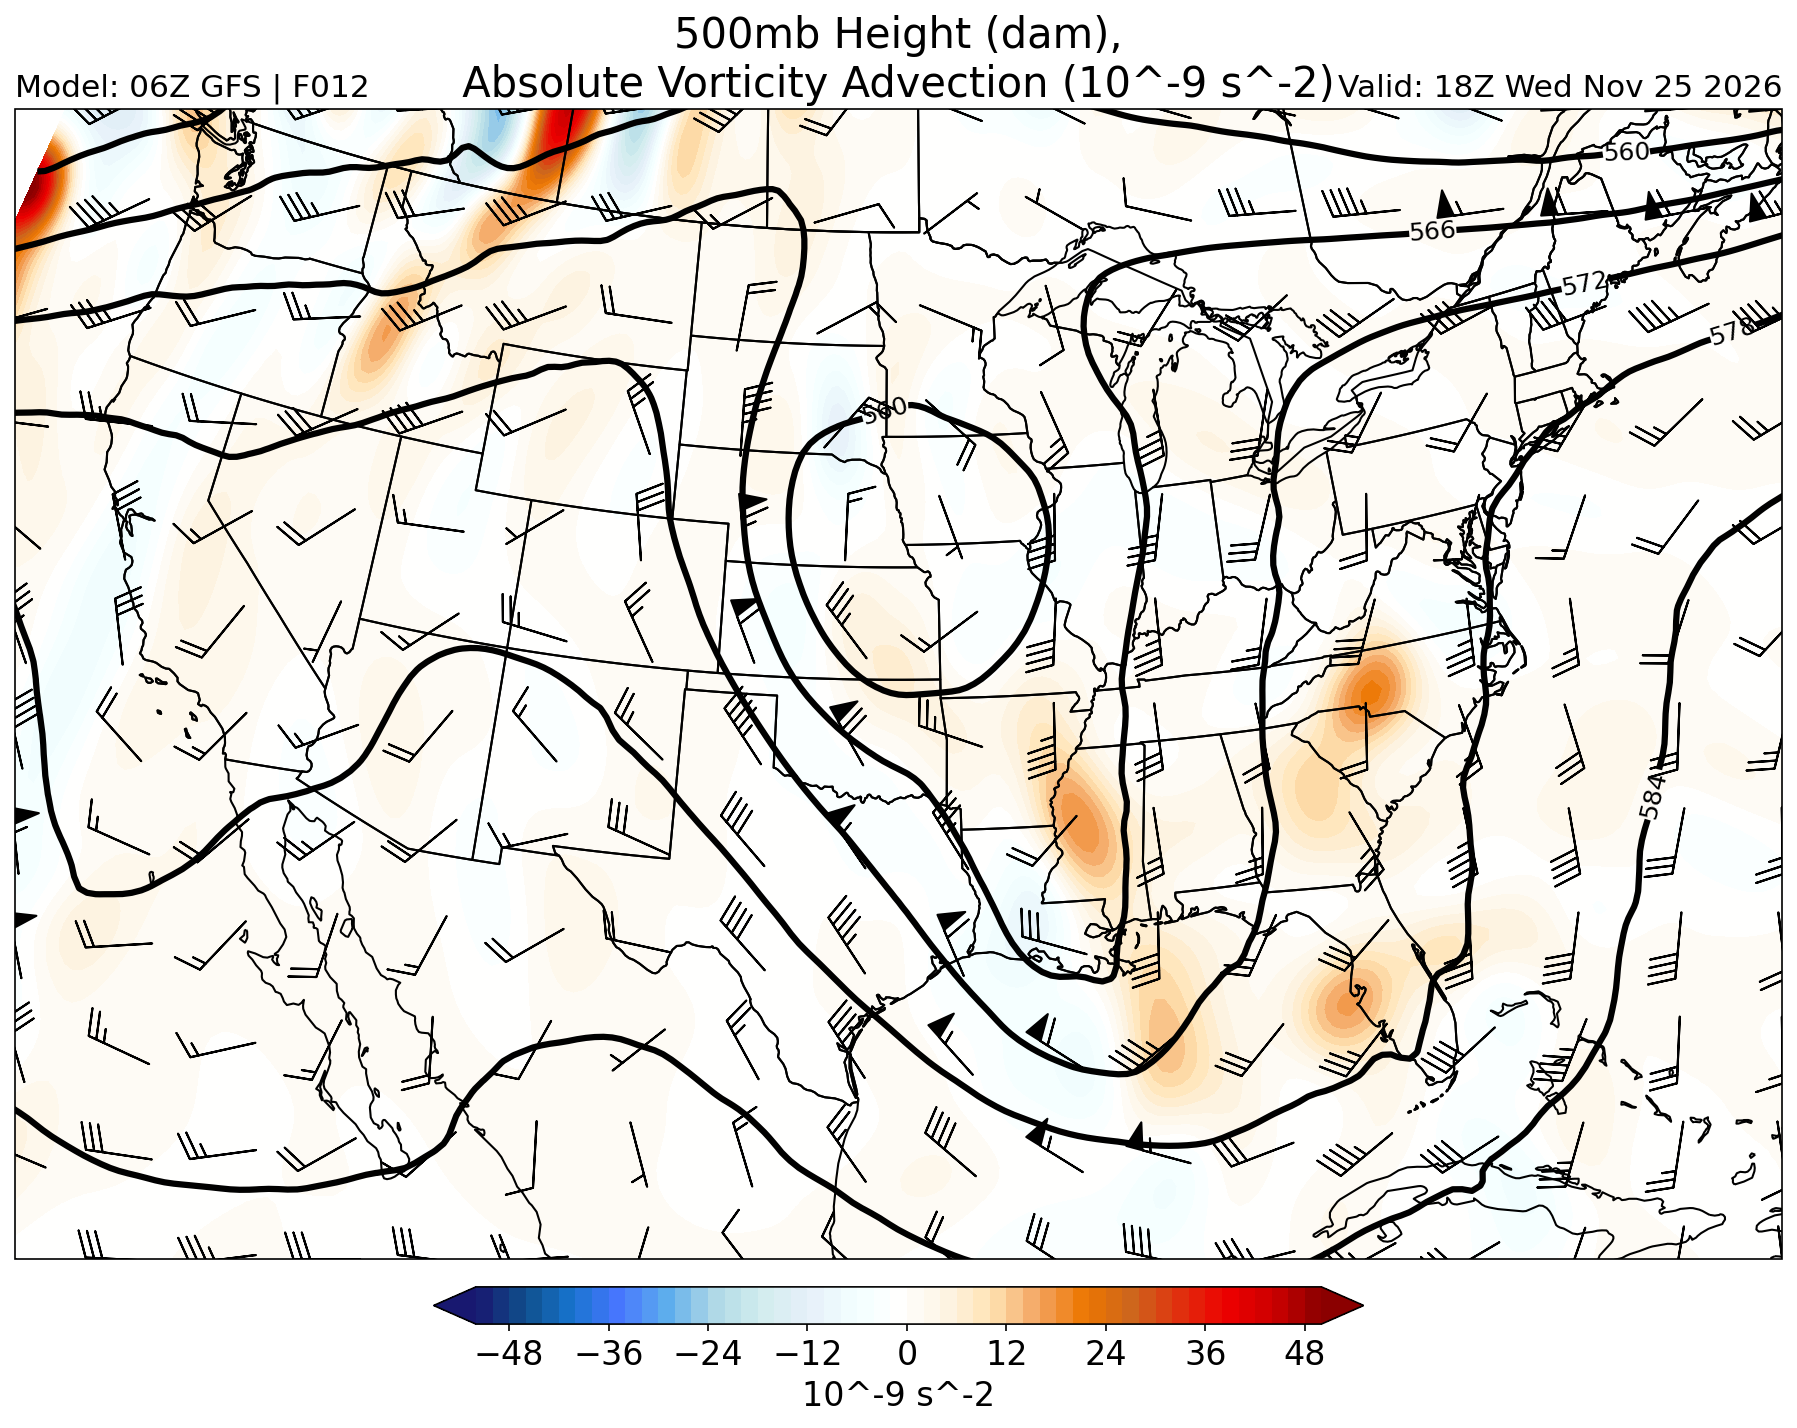 500mb Height (dam),
Model: 06Z GFS | F012
Absolute Vorticity Advection (10^-9 s^-2)
Valid: 18Z Wed Nov 25 2026
560
566
572
578
560
584
−48 −36 −24 −12 0 12 24 36 48
10^-9 s^-2